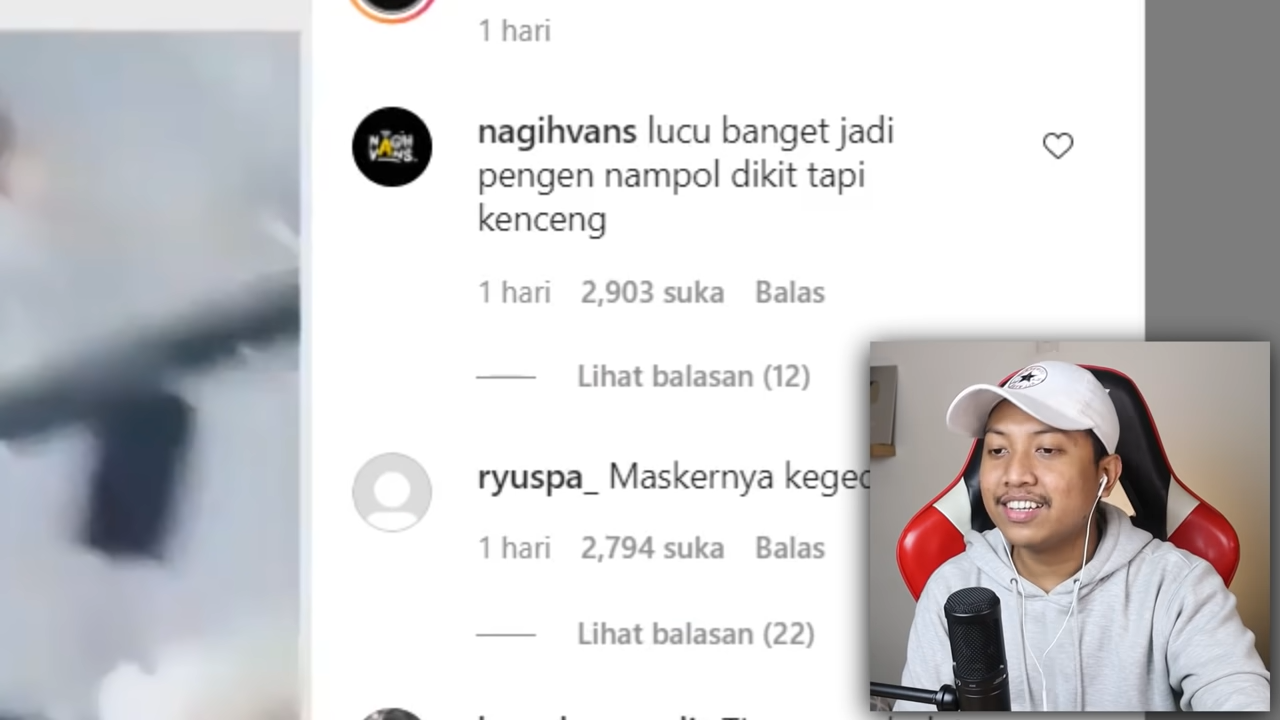 1 hari
nagihvans lucu banget jadi
pengen nampol dikit tapi
kenceng
1 hari 2,903 suka Balas
Lihat balasan (12)
ryuspa_ Maskernya
1 hari 2,794 suka Balas
Lihat balasan (22)